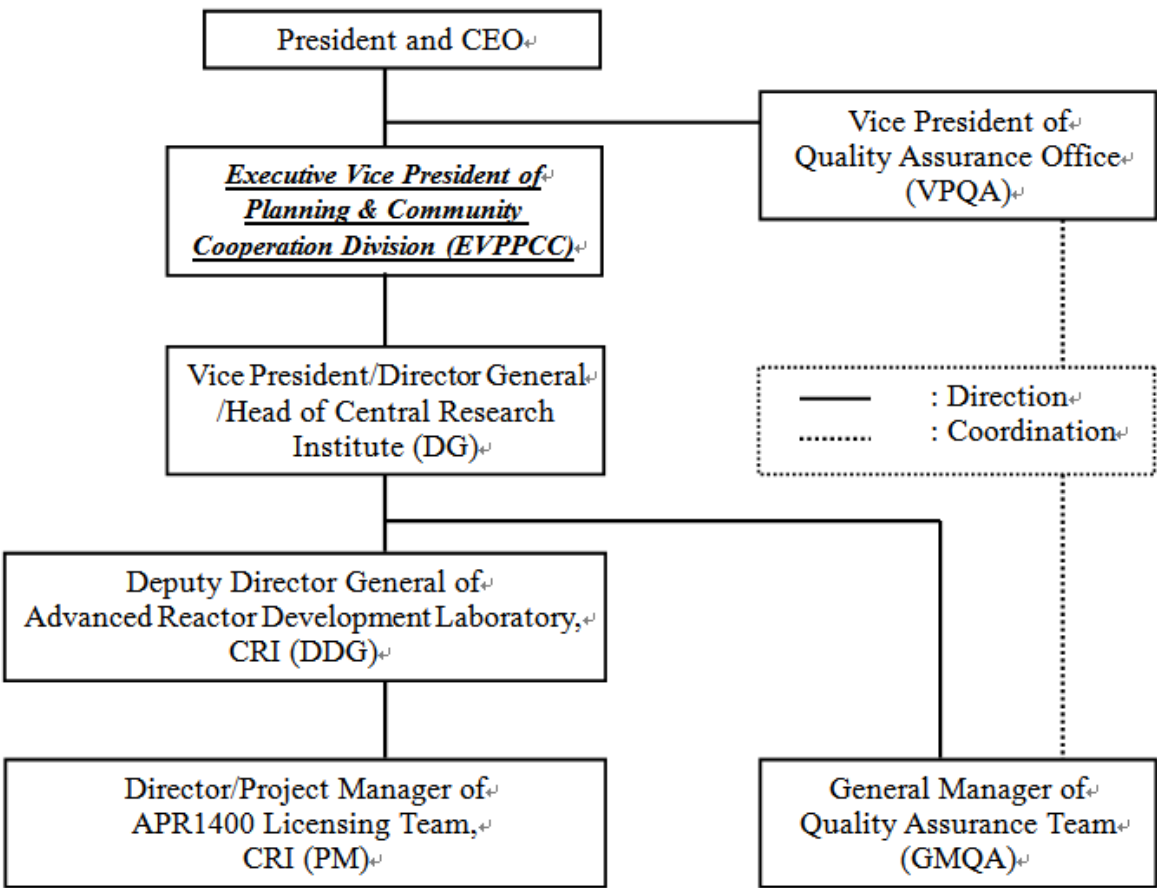 President and CEO
Vice President of
Quality Assurance Office
(VPQA)
Executive Vice President of
Planning & Community
Cooperation Division (EVPPCC)
Vice President/Director General
/Head of Central Research
Institute (DG)
: Direction
: Coordination
Deputy Director General of
Advanced Reactor Development Laboratory,
CRI (DDG)
Director/Project Manager of
APR1400 Licensing Team,
CRI (PM)
General Manager of
Quality Assurance Team
(GMQA)